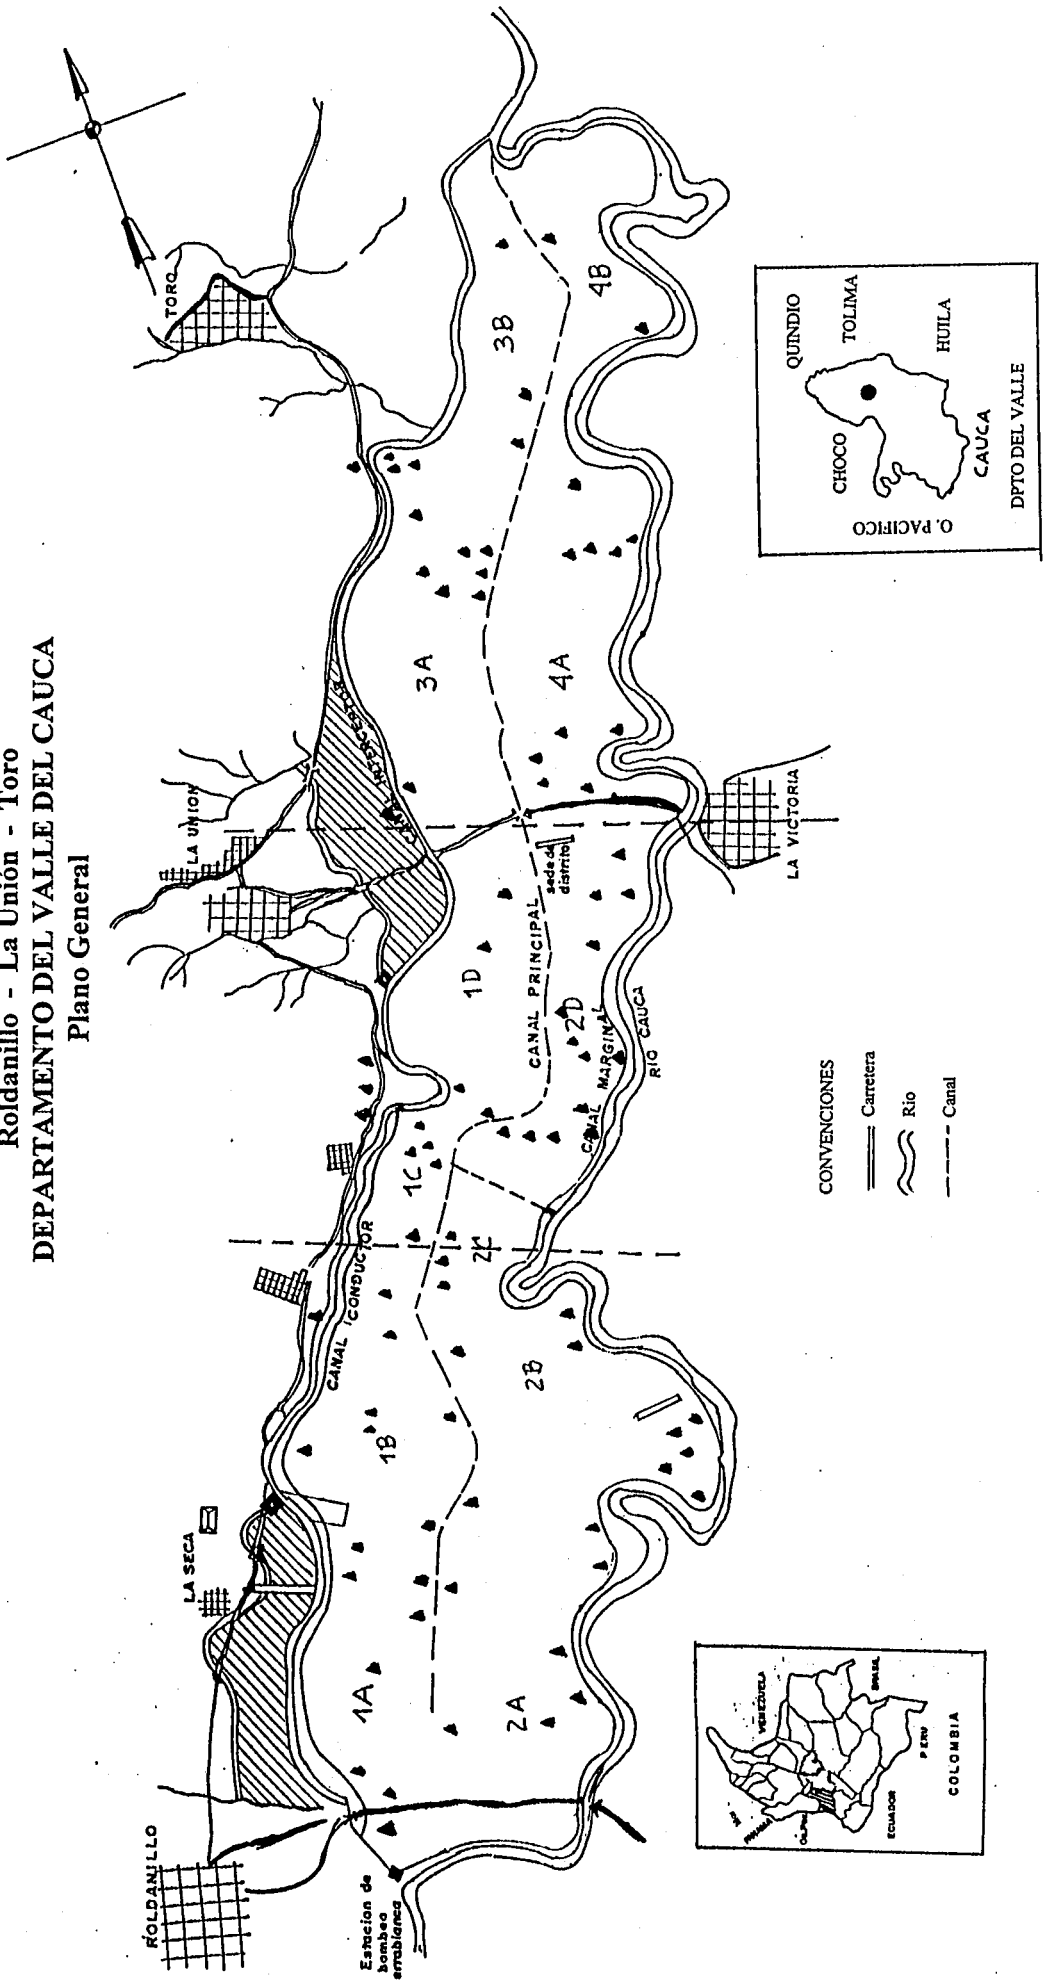 Roldanillo - La Unión - Toro
DEPARTAMENTO DEL VALLE DEL CAUCA
Plano General
TORO
LA UNION
LA SECA
ROLDANILLO
CANAL INTERCEPTOR
CANAL CONDUCTOR
CANAL PRINCIPAL
CANAL MARGINAL
RIO CAUCA
LA VICTORIA
sede de
distrito
Estacion de
bombeo
1A
1B
1C
1D
2A
2B
2C
2D
3A
3B
4A
4B
CONVENCIONES
Carretera
Rio
Canal
QUINDIO
TOLIMA
HUILA
CHOCO
CAUCA
O. PACIFICO
DPTO DEL VALLE
VENEZUELA
BRASIL
PERU
ECUADOR
PANAMA
COLOMBIA